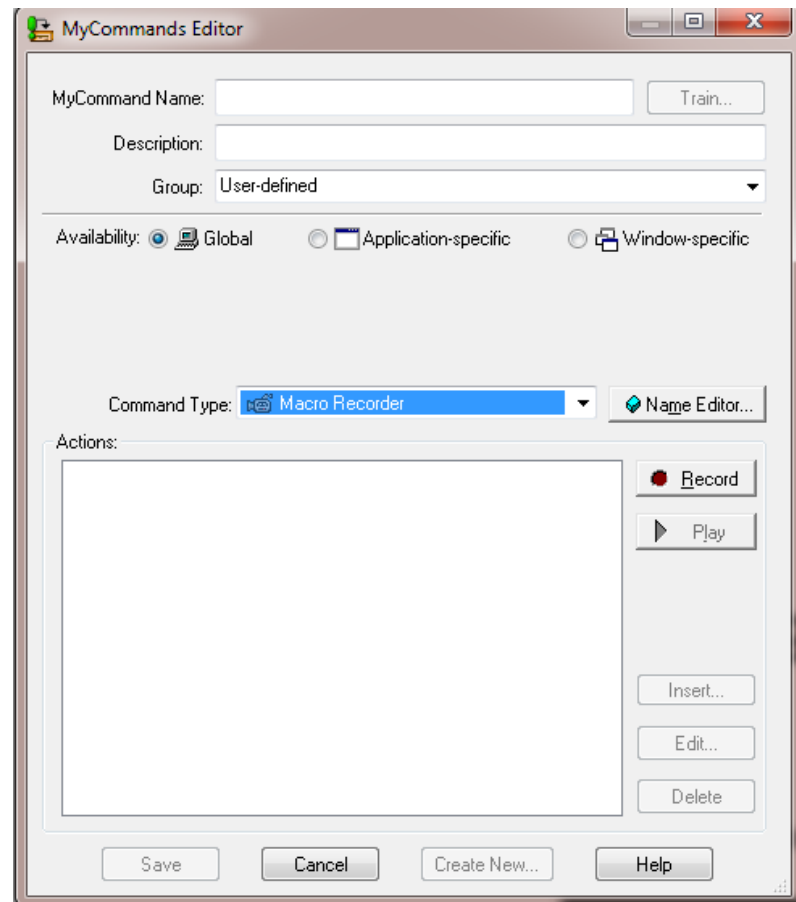 MyCommands Editor
MyCommand Name: Train...
Description:
Group: User-defined
Availability: Global Application-specific Window-specific
Command Type: Macro Recorder Name Editor...
Actions:
Record
Play
Insert...
Edit...
Delete
Save Cancel Create New... Help